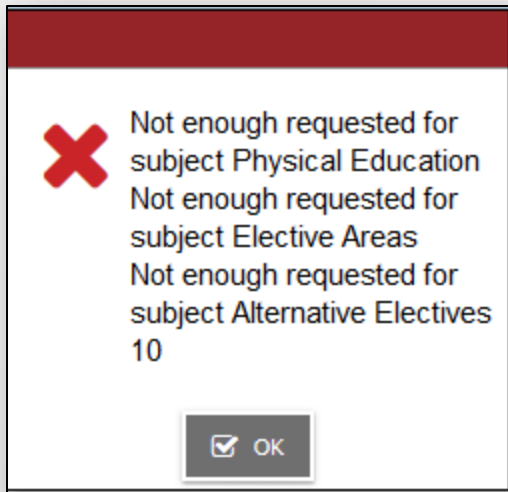 Not enough requested for
subject Physical Education
Not enough requested for
subject Elective Areas
Not enough requested for
subject Alternative Electives
10
OK